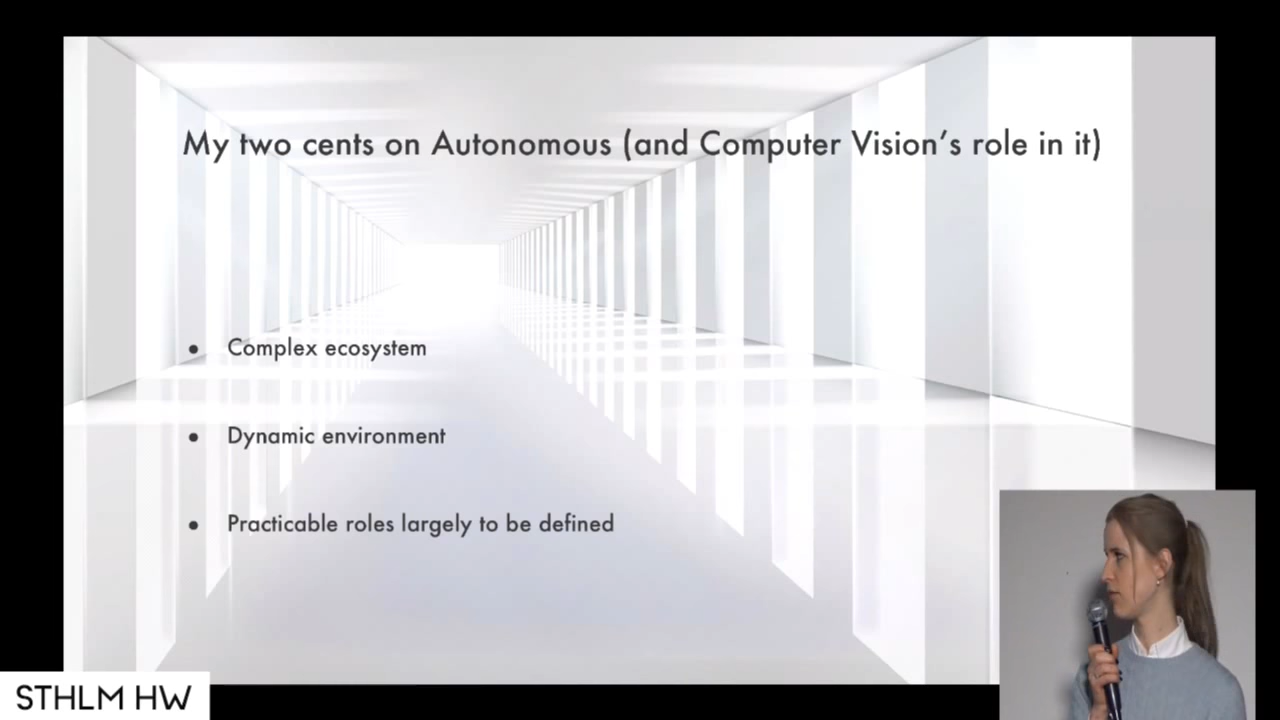 My two cents on Autonomous (and Computer Vision's role in it)
• Complex ecosystem
• Dynamic environment
• Practicable roles largely to be defined
STHLM HW